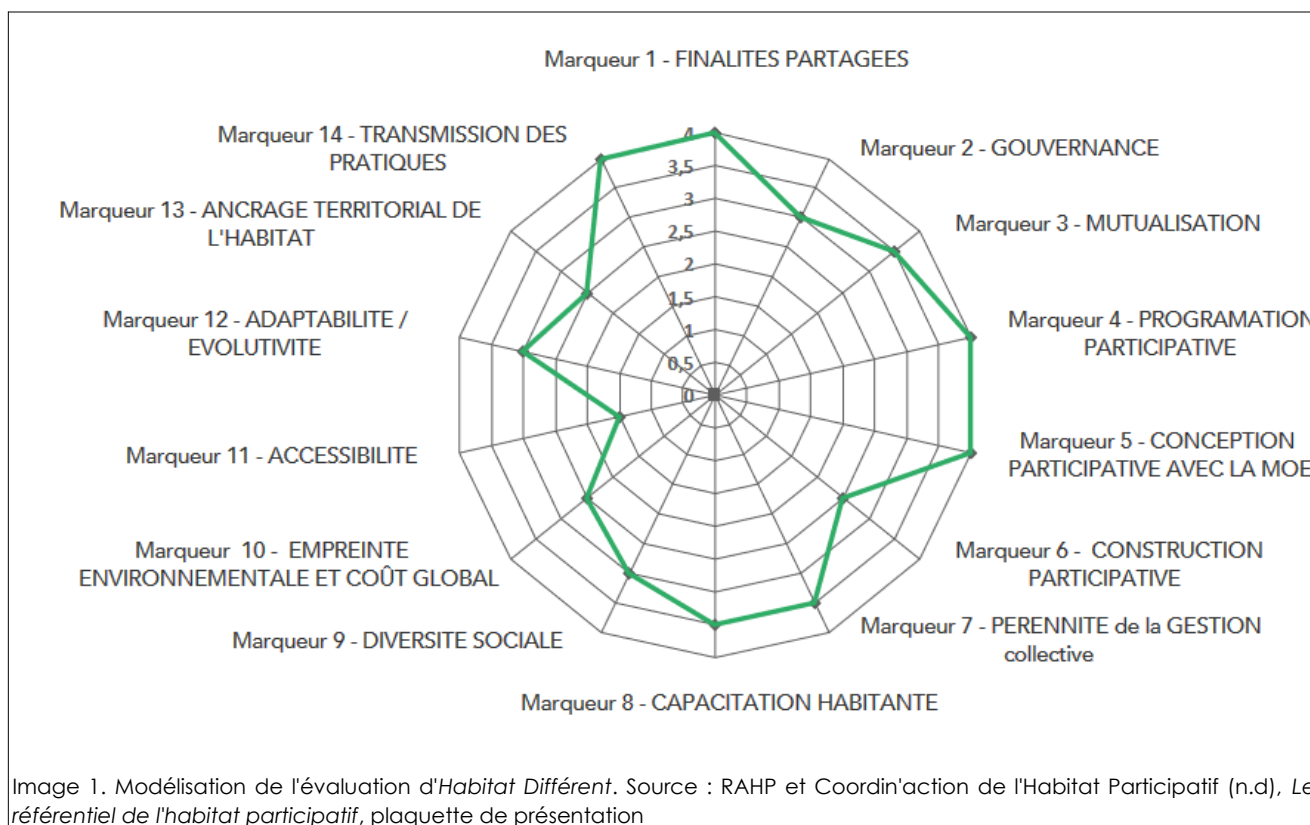 Marqueur 1 - FINALITES PARTAGEES
Marqueur 14 - TRANSMISSION DES
PRATIQUES
Marqueur 2 - GOUVERNANCE
Marqueur 13 - ANCRAGE TERRITORIAL DE
L'HABITAT
Marqueur 3 - MUTUALISATION
Marqueur 12 - ADAPTABILITE /
EVOLUTIVITE
Marqueur 4 - PROGRAMATION
PARTICIPATIVE
4
3,5
3
2,5
2
1,5
1
0,5
0
Marqueur 11 - ACCESSIBILITE
Marqueur 5 - CONCEPTION
PARTICIPATIVE AVEC LA MOE
Marqueur 10 - EMPREINTE
ENVIRONNEMENTALE ET COÛT GLOBAL
Marqueur 6 - CONSTRUCTION
PARTICIPATIVE
Marqueur 9 - DIVERSITE SOCIALE
Marqueur 7 - PERENNITE de la GESTION
collective
Marqueur 8 - CAPACITATION HABITANTE
Image 1. Modélisation de l'évaluation d'Habitat Différent. Source : RAHP et Coordin'action de l'Habitat Participatif (n.d), Le
référentiel de l'habitat participatif, plaquette de présentation